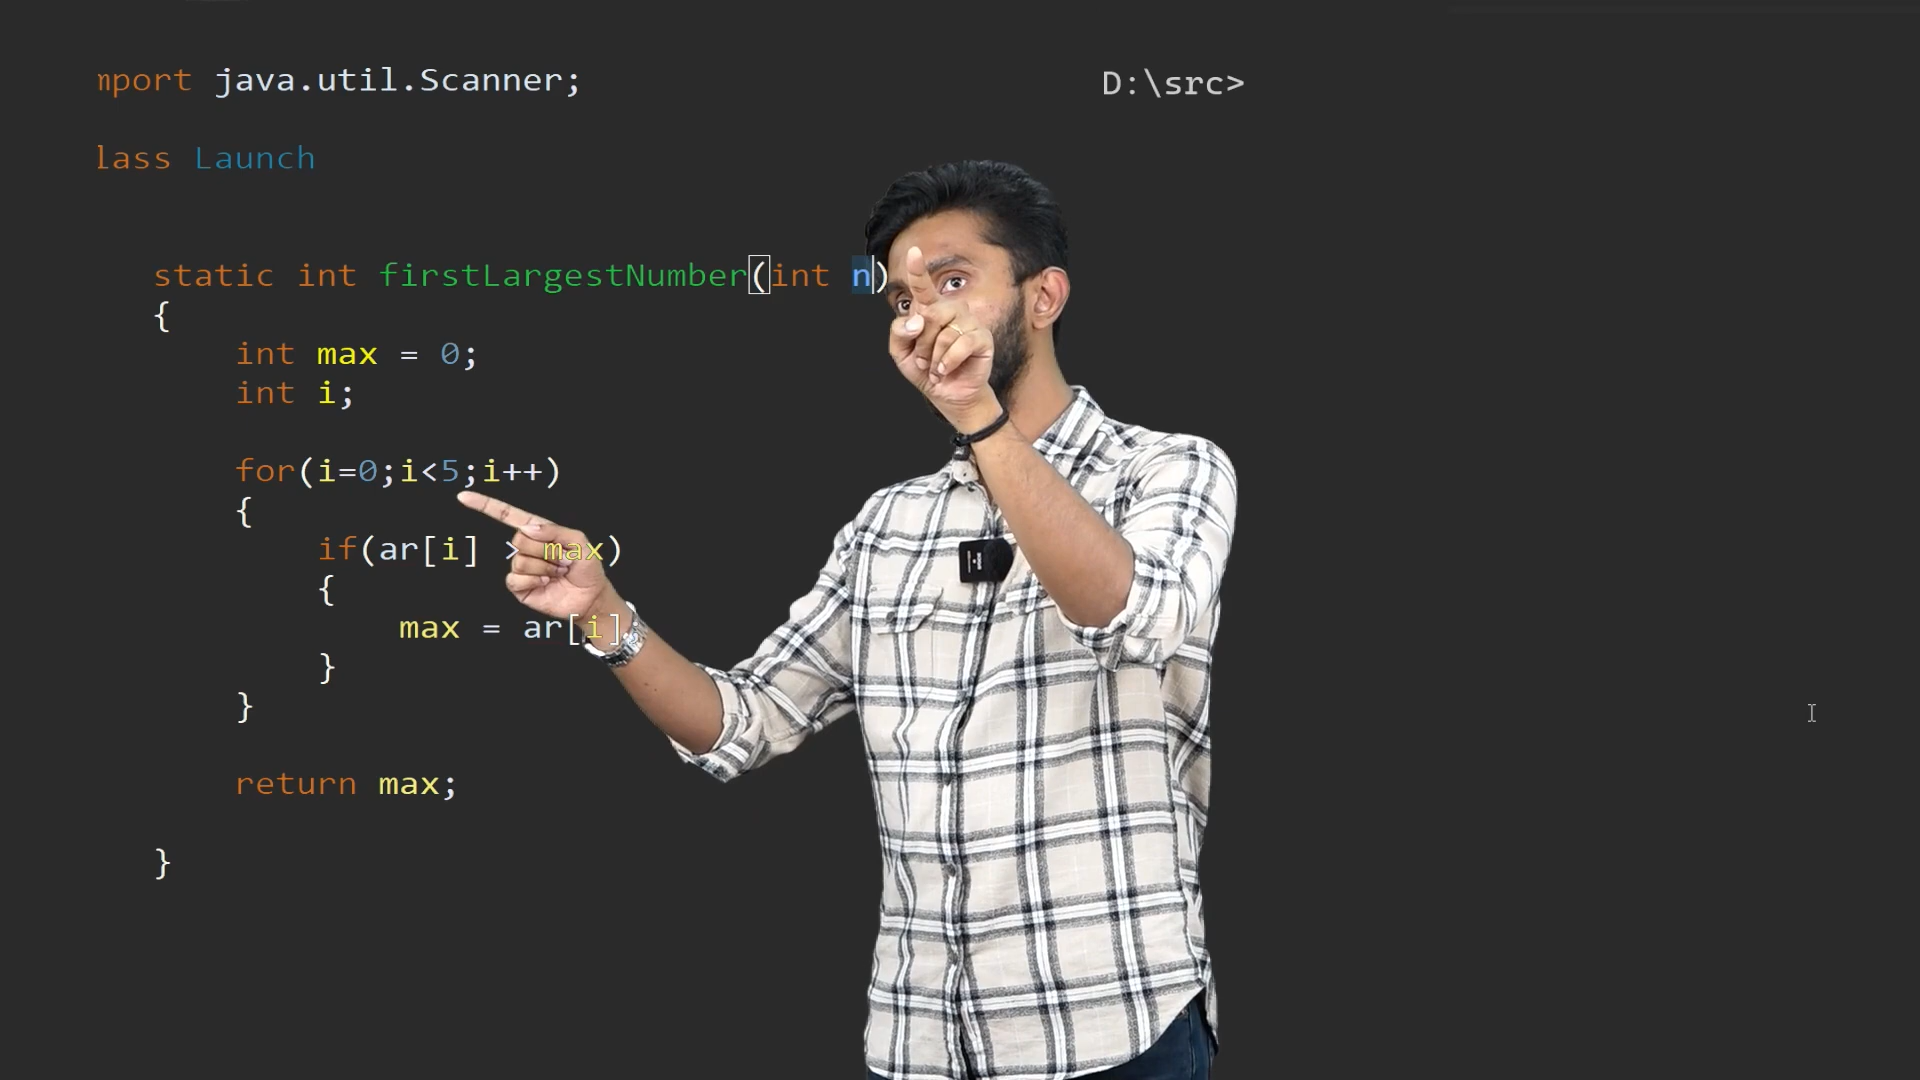 mport java.util.Scanner;
D:\src>
lass Launch
static int firstLargestNumber(int n)
{
int max = 0;
int i;
for(i=0;i<5;i++)
{
if(ar[i] > max)
{
max = ar[i];
}
}
return max;
}